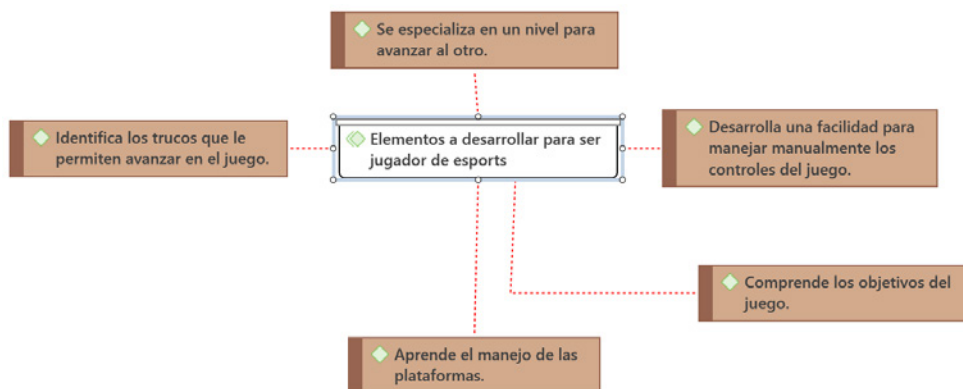 Se especializa en un nivel para
avanzar al otro.
Identifica los trucos que le
permiten avanzar en el juego.
Elementos a desarrollar para ser
jugador de esports
Desarrolla una facilidad para
manejar manualmente los
controles del juego.
Comprende los objetivos del
juego.
Aprende el manejo de las
plataformas.